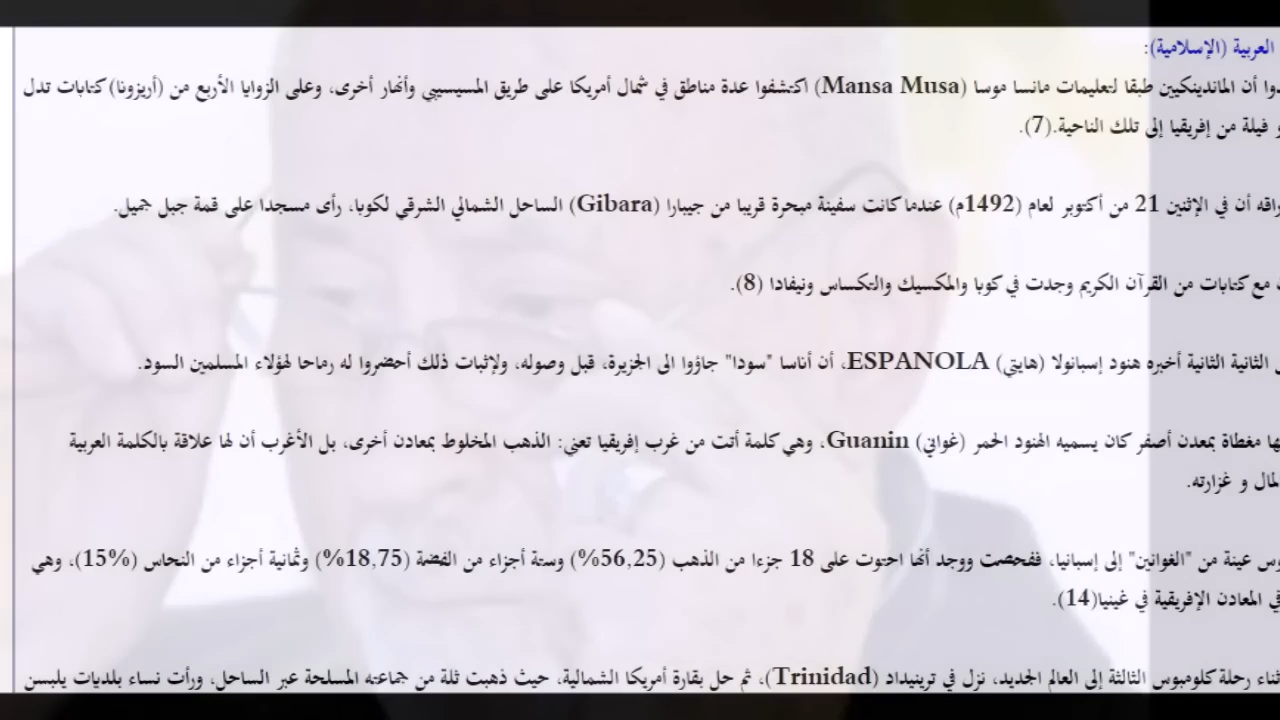 العربية (الإسلامية):
أن الماندينكيين طبقا لتعليمات مانسا موسا (Mansa Musa) اكتشفوا عدة مناطق في شمال أمريكا على طريق المسيسيبي وأنهار أخرى، وعلى الزوايا الأربع من (أريزونا) كتابات تدل
فيلة من إفريقيا إلى تلك الناحية.(7).
أن في الإثنين 21 من أكتوبر لعام (1492م) عندما كانت سفينة مبحرة قريبا من جيبارا (Gibara) الساحل الشمالي الشرقي لكوبا، رأى مسجدا على قمة جبل جميل.
مع كتابات من القرآن الكريم وجدت في كوبا والمكسيك والتكساس ونيفادا (8).
الثانية الثانية أخبره هنود إسبانولا (هايتي) ESPANOLA، أن أناسا "سودا" جاؤوا الى الجزيرة، قبل وصوله، ولإثبات ذلك أحضروا له رماحا لهؤلاء المسلمين السود.
مغطاة بمعدن أصفر كان يسميه الهنود الحمر (غواني) Guanin، وهي كلمة أتت من غرب إفريقيا تعني: الذهب المخلوط بمعادن أخرى، بل الأغرب أن لها علاقة بالكلمة العربية
و غزارته.
عينة من "الغوانين" إلى إسبانيا، ففحصت ووجد أنها احتوت على 18 جزءا من الذهب (56,25%) وستة أجزاء من الفضة (18,75%) وثمانية أجزاء من النحاس (15%)، وهي
في المعادن الإفريقية في غينيا(14).
رحلة كلومبوس الثالثة إلى العالم الجديد، نزل في ترينيداد (Trinidad)، ثم حل بقارة أمريكا الشمالية، حيث ذهبت ثلة من جماعته المسلحة عبر الساحل، ورأت نساء بلديات يلبسن